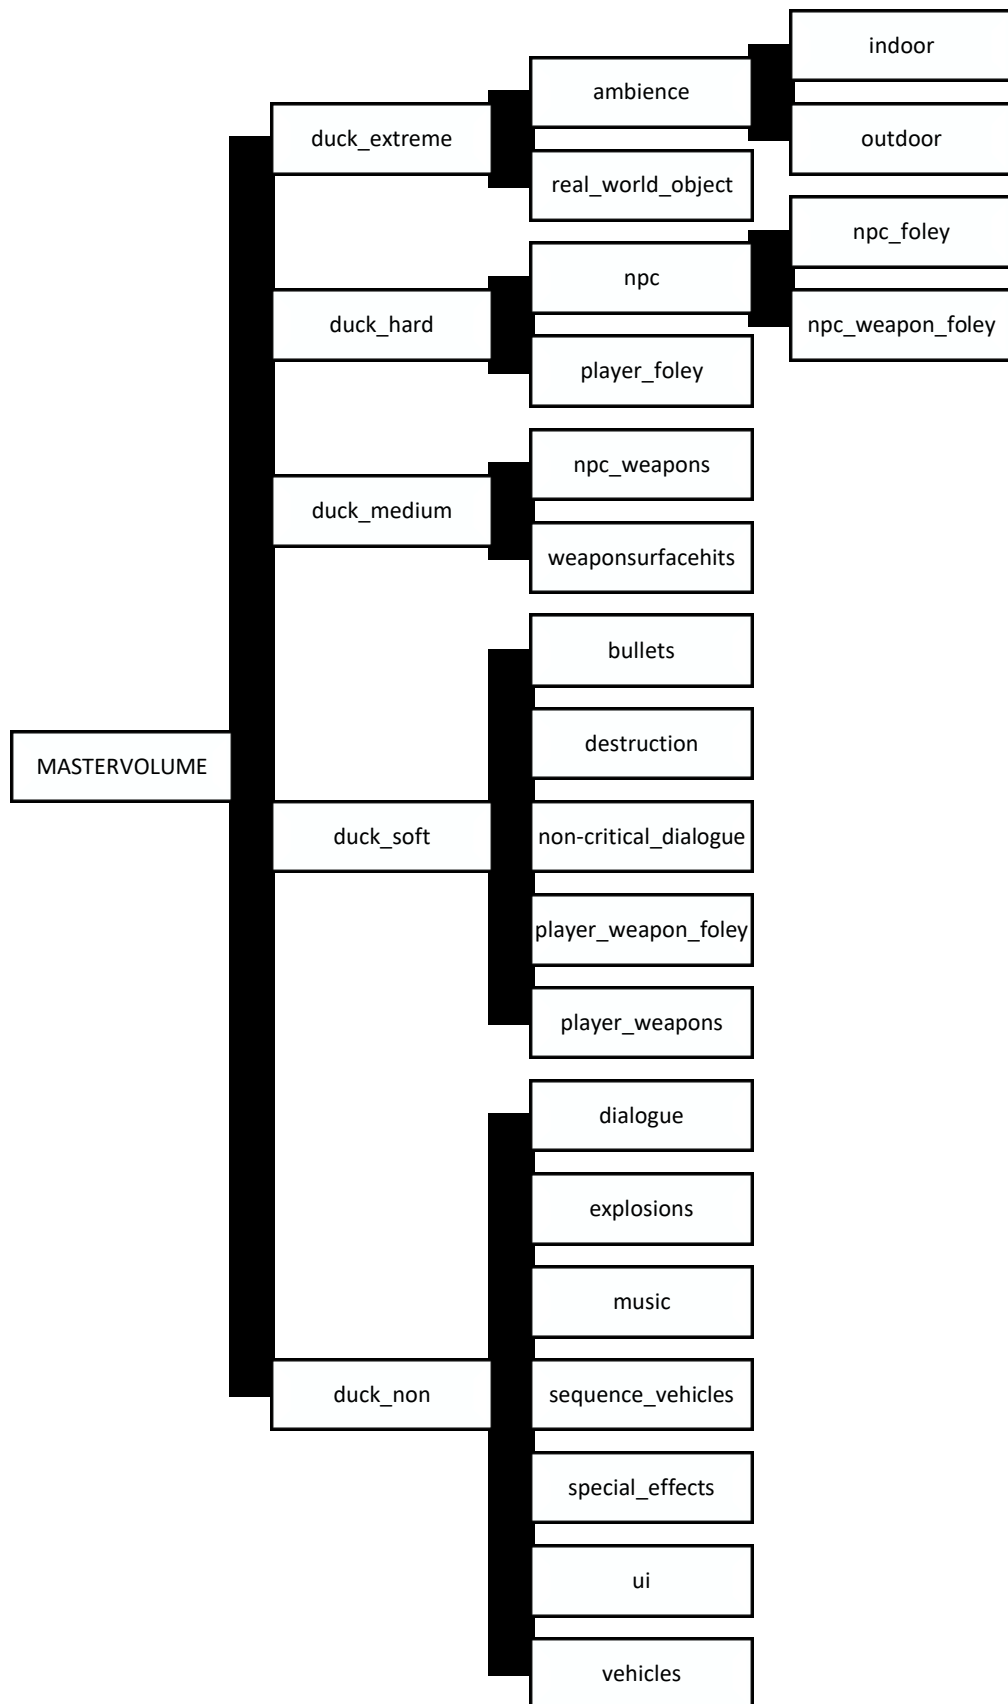 indoor
ambience
duck_extreme
outdoor
real_world_object
npc_foley
npc
duck_hard
npc_weapon_foley
player_foley
npc_weapons
duck_medium
weaponsurfacehits
bullets
destruction
MASTERVOLUME
duck_soft
non-critical_dialogue
player_weapon_foley
player_weapons
dialogue
explosions
music
duck_non
sequence_vehicles
special_effects
ui
vehicles